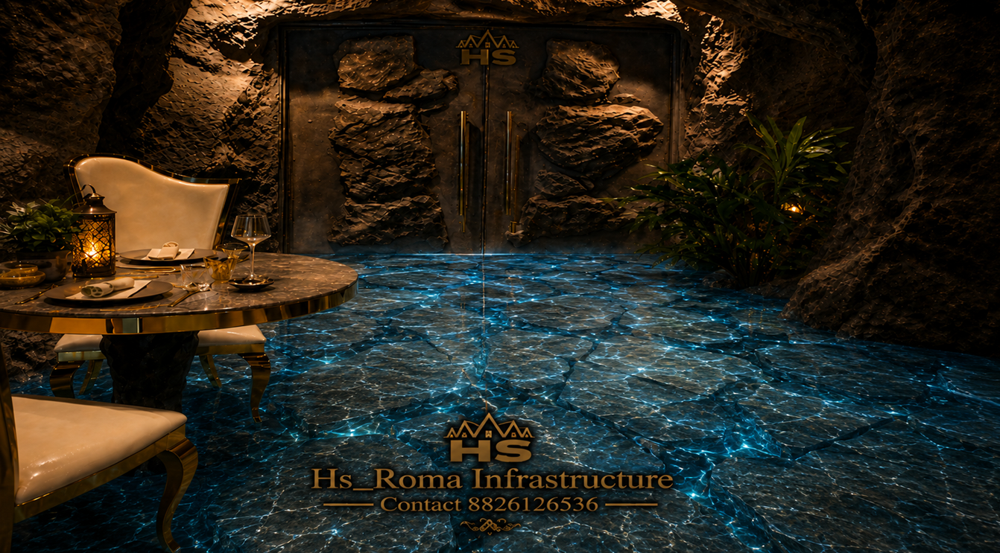 HS
HS
Hs_Roma Infrastructure
Contact 8826126536